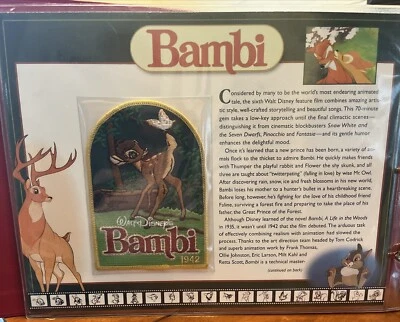 Bambi
Considered by many to be the world's most endearing animated
tale, the sixth Walt Disney feature film combines amazing artis-
tic style, well-crafted storytelling and beautiful songs. This 70-minute
gem takes a low-key approach until the final climactic scenes—
distinguishing it from cinematic blockbusters Snow White and
the Seven Dwarfs, Pinocchio and Fantasia—and its gentle humor
enhances the delightful mood.
Once it's learned that a new prince has been born, a variety of ani-
mals flock to the thicket to admire Bambi. He quickly makes friends
with Thumper the playful rabbit and Flower the shy skunk, and all
three are taught about "twitterpating" (falling in love) by wise Mr. Owl.
After discovering rain, snow, ice and fresh blossoms in his new world,
Bambi loses his mother to a hunter's bullet in a heartbreaking scene.
Before long, however, he's fighting for the love of his childhood friend
Faline, surviving a forest fire and preparing to take the place of his
father, the Great Prince of the Forest.
Although Disney learned of the novel Bambi, A Life in the Woods
in 1935, it wasn't until 1942 that the film debuted. The arduous task
of effectively combining realism with animation had slowed the
process. Thanks to the art direction team headed by Tom Codrick
and superb animation work by Frank Thomas,
Ollie Johnston, Eric Larson, Milt Kahl and
Retta Scott, Bambi is a technical master-
(continued on back)
Walt Disney's
Bambi
1942